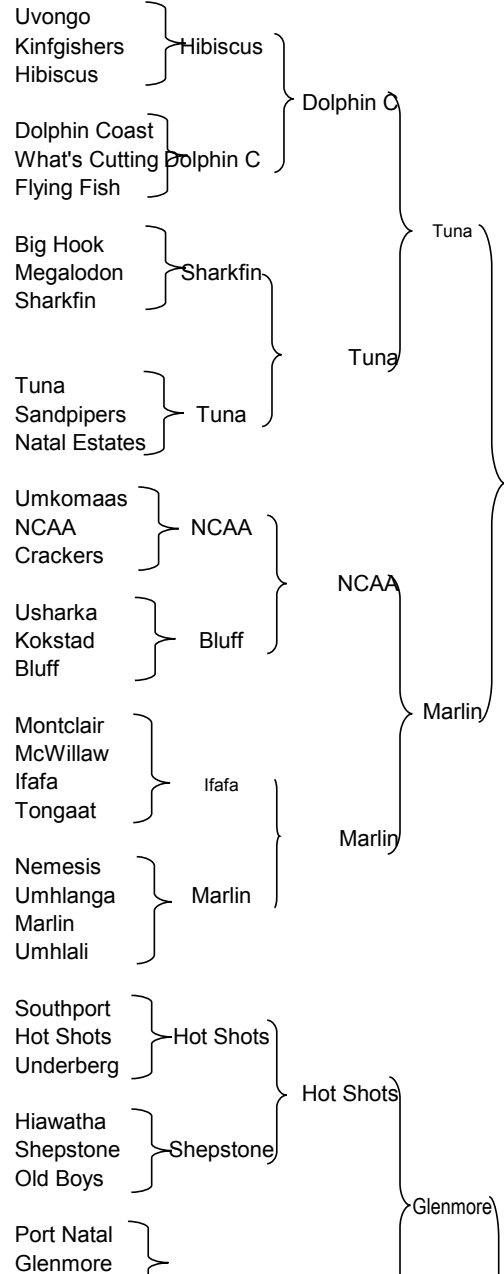 Uvongo
Kinfgishers Hibiscus
Hibiscus
Dolphin C
Dolphin Coast
What's Cutting Dolphin C
Flying Fish
Tuna
Big Hook
Megalodon Sharkfin
Sharkfin
Tuna
Tuna
Sandpipers Tuna
Natal Estates
Umkomaas
NCAA NCAA
Crackers
NCAA
Usharka
Kokstad Bluff
Bluff
Marlin
Montclair
McWillaw
Ifafa Ifafa
Tongaat
Marlin
Nemesis
Umhlanga Marlin
Marlin
Umhlali
Southport
Hot Shots Hot Shots
Underberg
Hot Shots
Hiawatha
Shepstone Shepstone
Old Boys
Glenmore
Port Natal
Glenmore